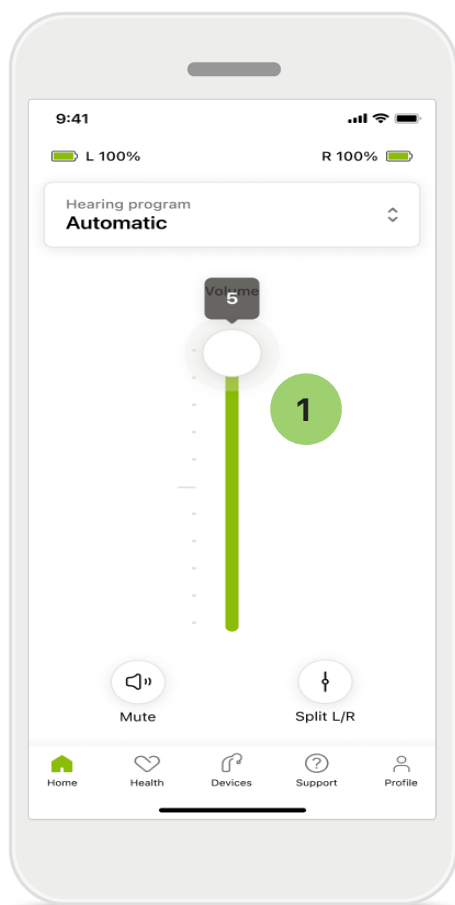 9:41
L 100% R 100%
Hearing program
Automatic
Volume
5
1
Mute Split L/R
Home Health Devices Support Profile